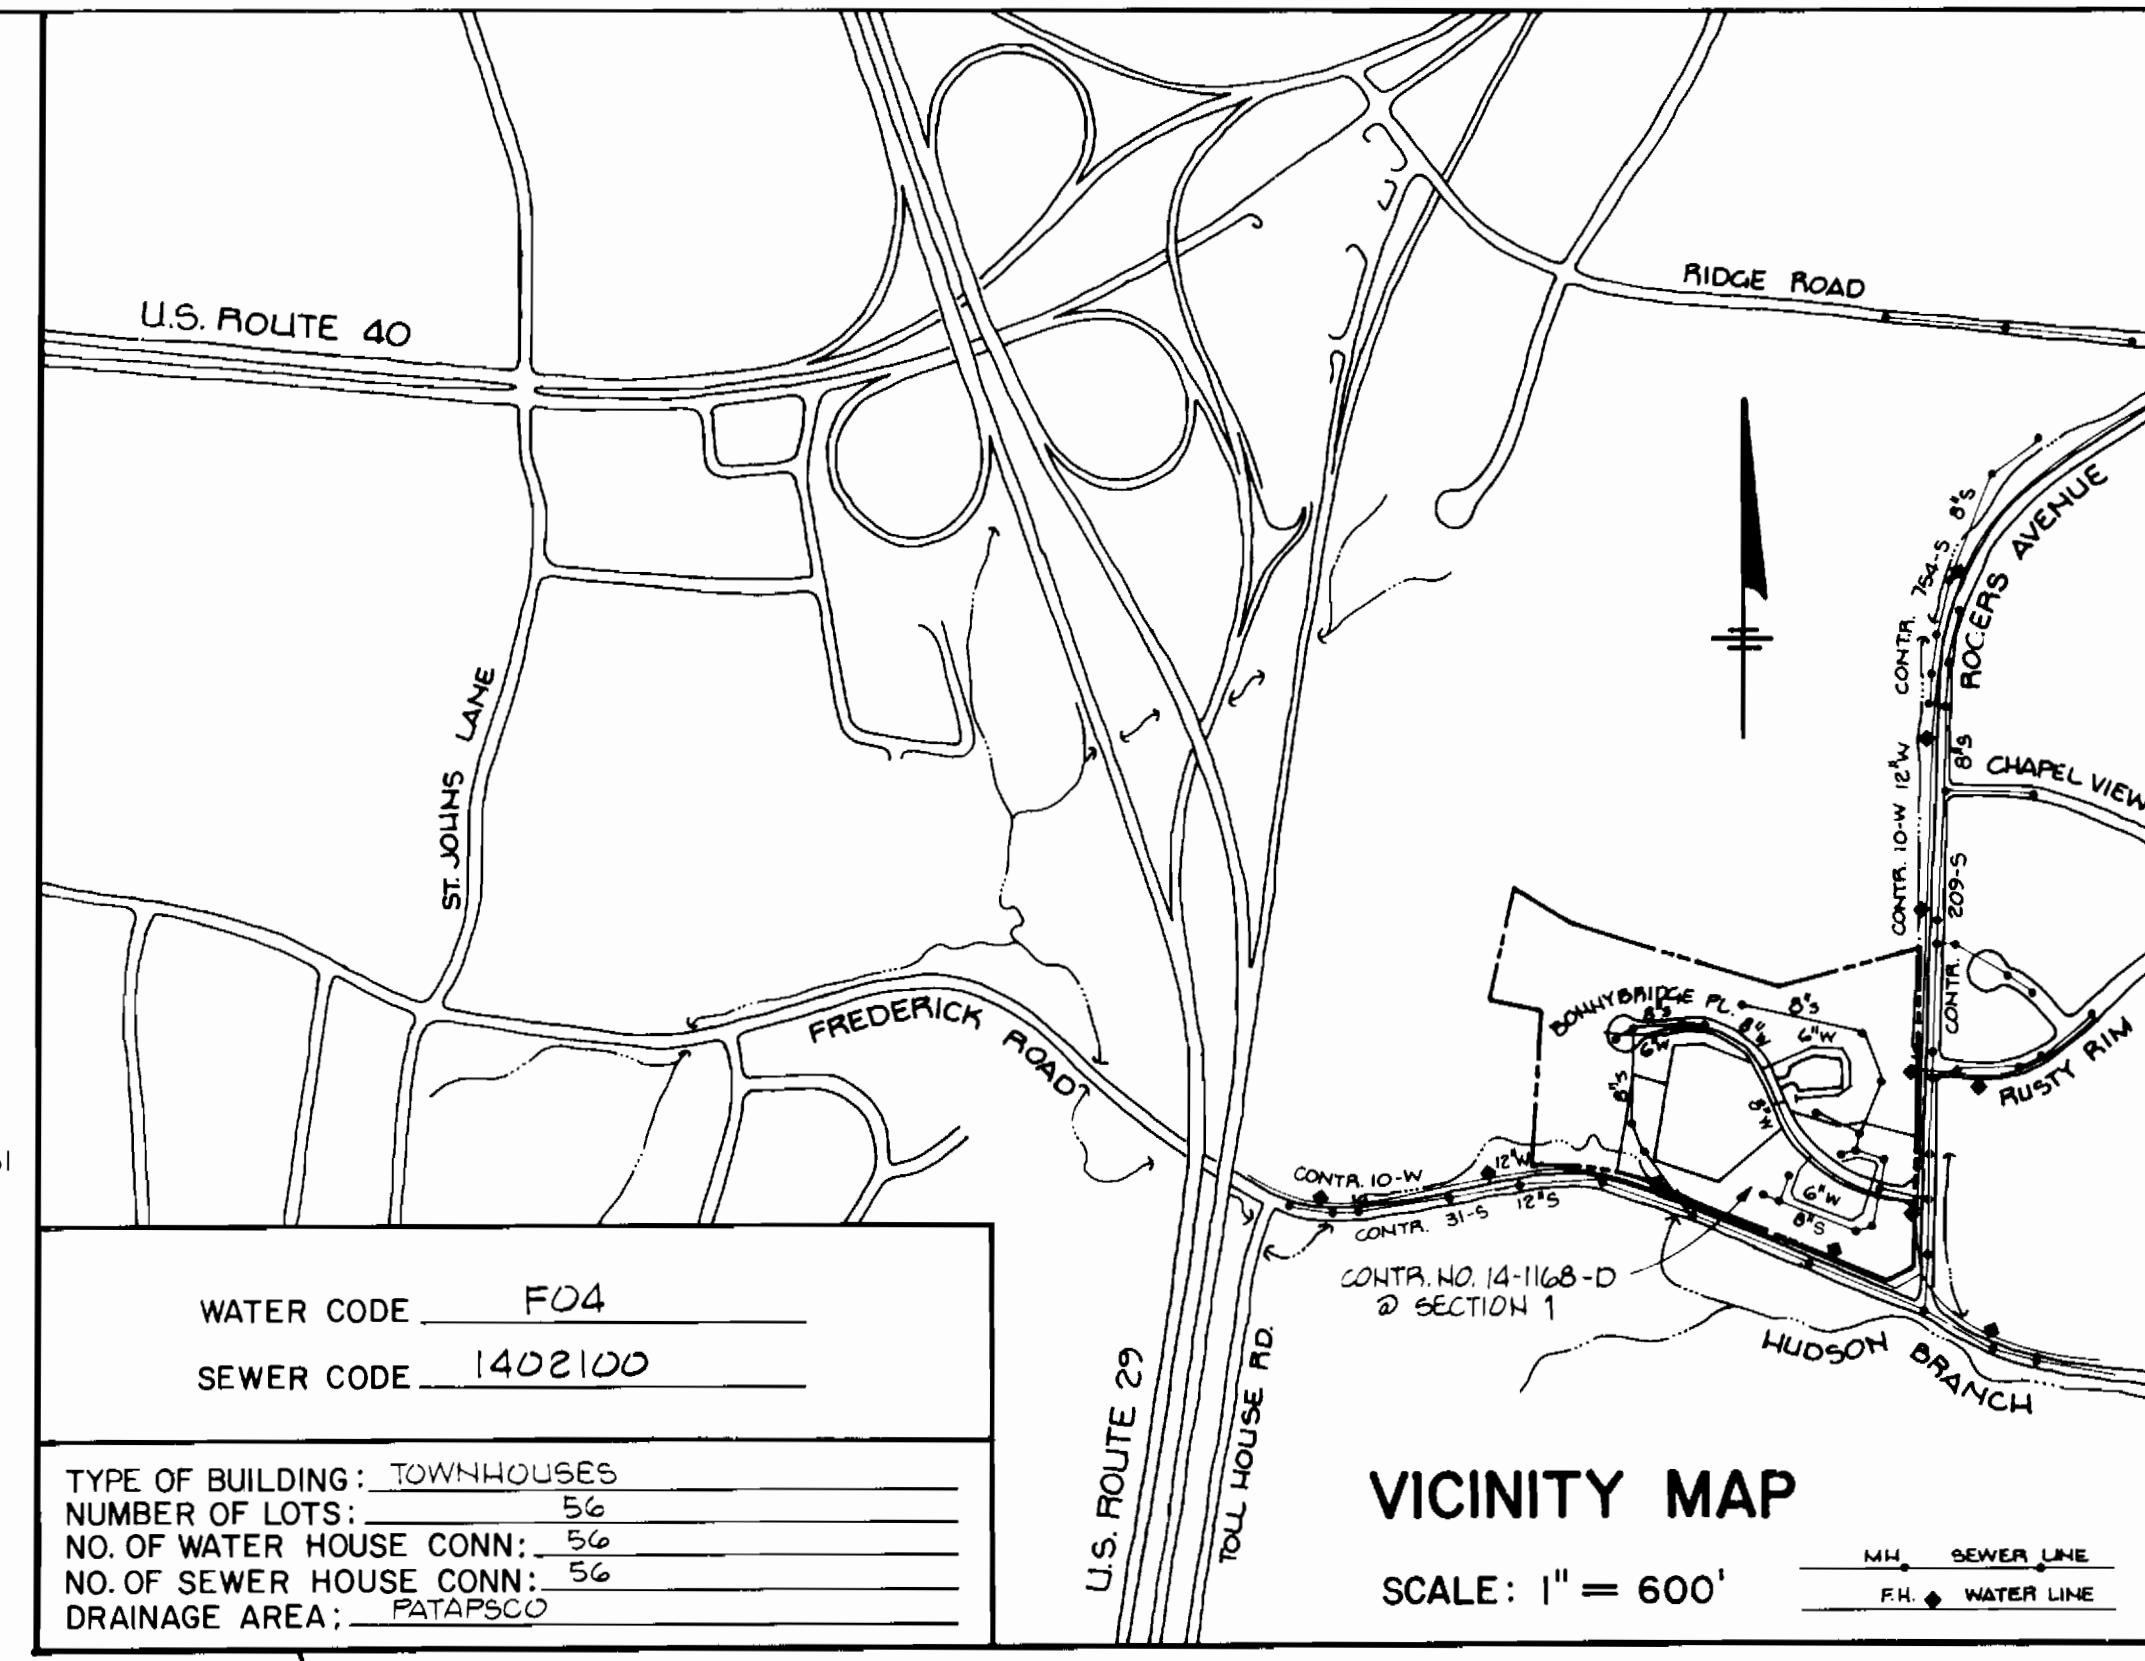 U.S. ROUTE 40
RIDGE ROAD
ROGERS AVENUE
8"S
CONTR. 754-S
CONTR. 10-W 12"W
8"S
CHAPEL VIEW
CONTR. 209-S
ST. JOHNS LANE
FREDERICK ROAD
BONNYBRIDGE PL.
8"S
8"S
6"W
6"W
8"W
8"S
8"W
6"W
8"S
RUSTY RIM
CONTR. 10-W
12"W
CONTR. 31-S 12"S
CONTR. NO. 14-1168-D
@ SECTION 1
HUDSON BRANCH
U.S. ROUTE 29
TOLL HOUSE RD.
WATER CODE F04
SEWER CODE 1402100
TYPE OF BUILDING: TOWNHOUSES
NUMBER OF LOTS: 56
NO. OF WATER HOUSE CONN: 56
NO. OF SEWER HOUSE CONN: 56
DRAINAGE AREA: PATAPSCO
VICINITY MAP
SCALE: 1" = 600'
MH SEWER LINE
F.H. WATER LINE